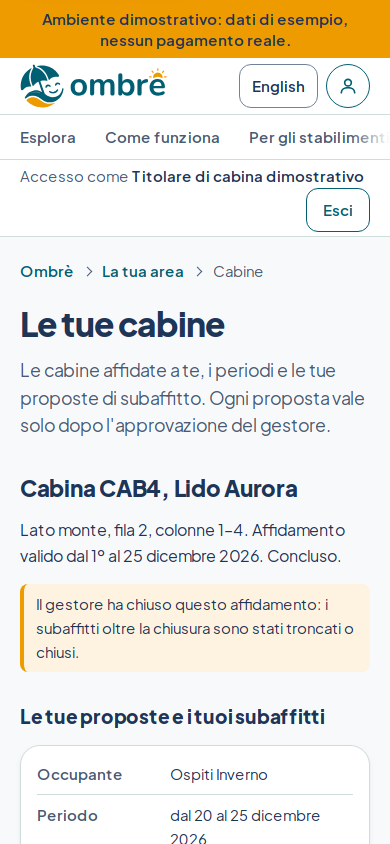 Ambiente dimostrativo: dati di esempio,
nessun pagamento reale.
ombrè
English
Esplora
Come funziona
Per gli stabilimenti
Accesso come Titolare di cabina dimostrativo
Esci
Ombrè > La tua area > Cabine
Le tue cabine
Le cabine affidate a te, i periodi e le tue
proposte di subaffitto. Ogni proposta vale
solo dopo l'approvazione del gestore.
Cabina CAB4, Lido Aurora
Lato monte, fila 2, colonne 1–4. Affidamento
valido dal 1º al 25 dicembre 2026. Concluso.
Il gestore ha chiuso questo affidamento: i
subaffitti oltre la chiusura sono stati troncati o
chiusi.
Le tue proposte e i tuoi subaffitti
Occupante
Ospiti Inverno
Periodo
dal 20 al 25 dicembre
2026